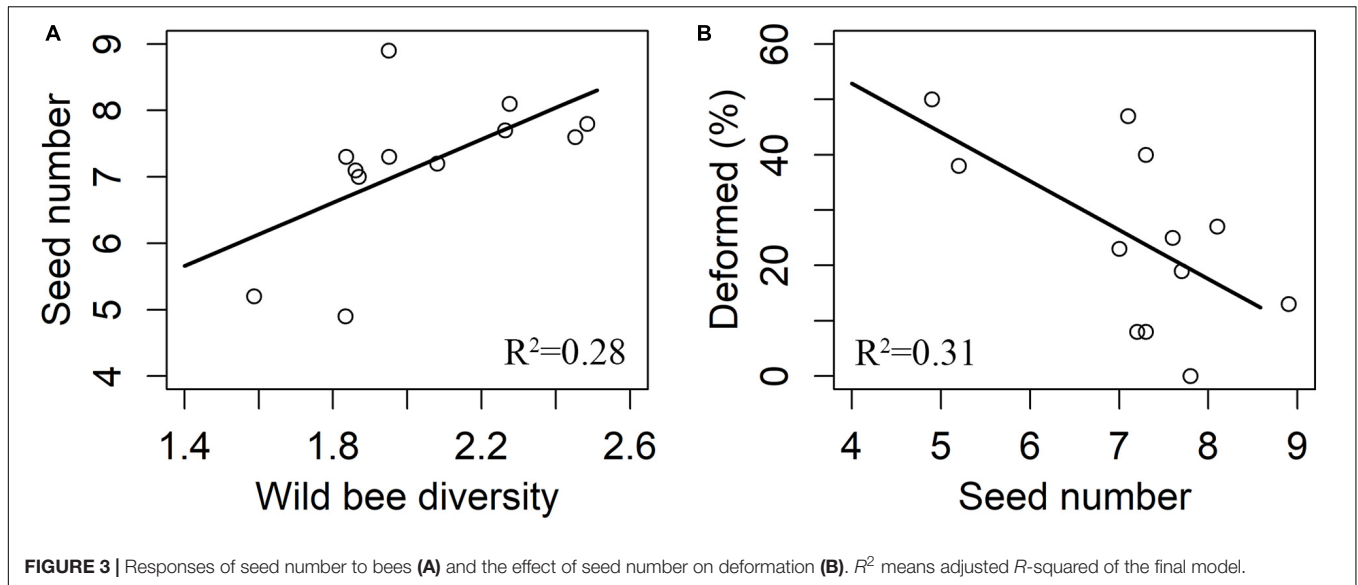 A
Seed number
9
8
7
6
5
4
R²=0.28
1.4 1.8 2.2 2.6
Wild bee diversity
B
Deformed (%)
60
40
20
0
R²=0.31
4 5 6 7 8 9
Seed number
FIGURE 3 | Responses of seed number to bees (A) and the effect of seed number on deformation (B). R² means adjusted R-squared of the final model.